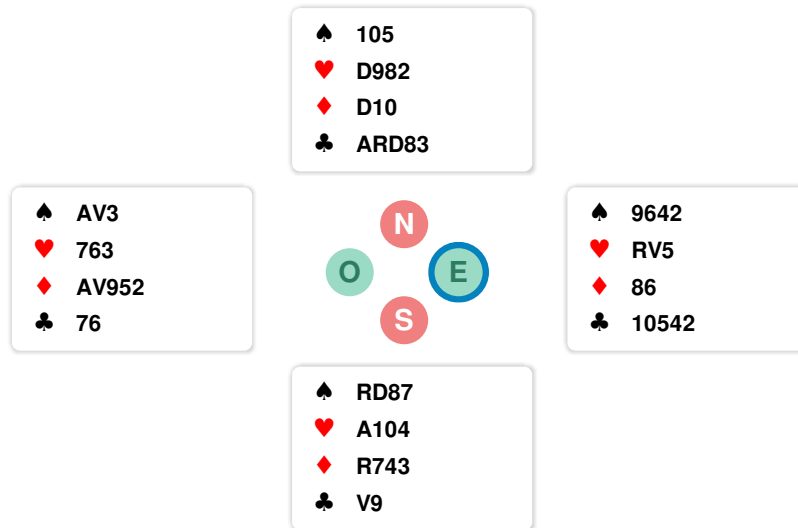 ♠ 105
♥ D982
♦ D10
♣ ARD83
♠ AV3
♥ 763
♦ AV952
♣ 76
N
O E
S
♠ 9642
♥ RV5
♦ 86
♣ 10542
♠ RD87
♥ A104
♦ R743
♣ V9